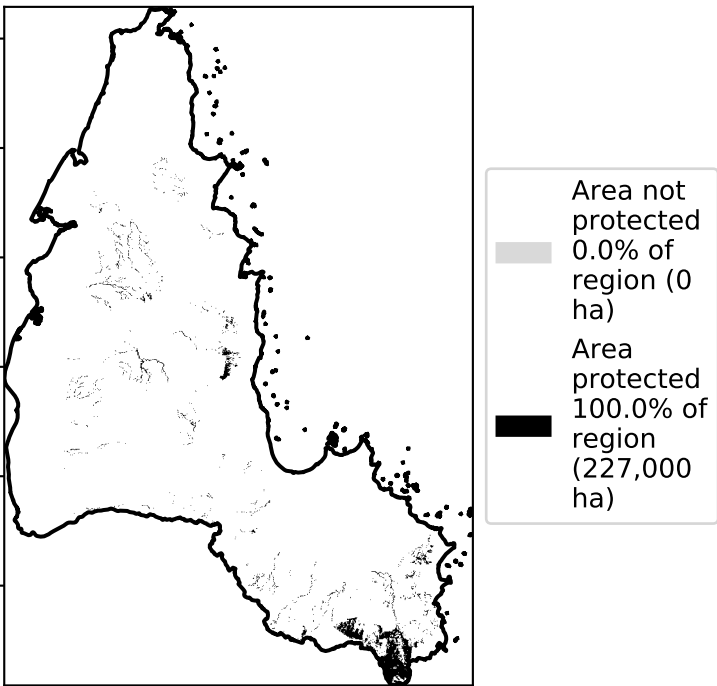 Area not
protected
0.0% of
region (0
ha)
Area
protected
100.0% of
region
(227,000
ha)